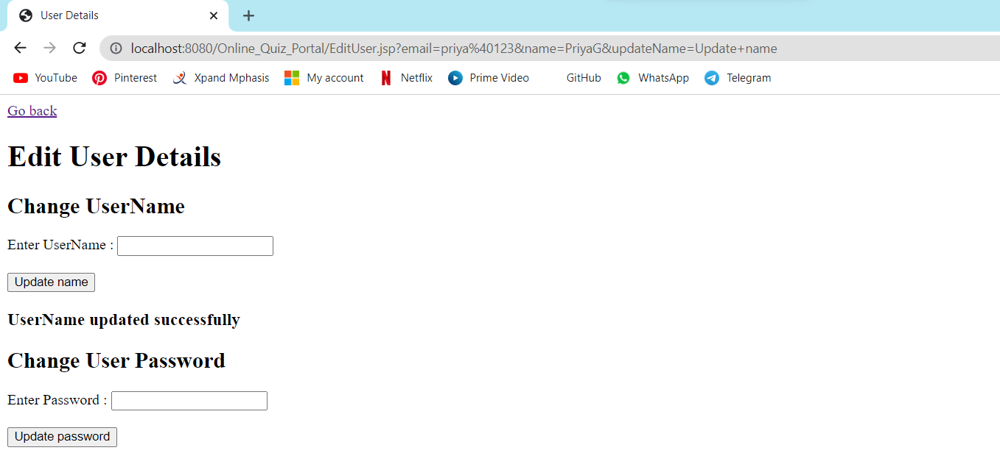 User Details
localhost:8080/Online_Quiz_Portal/EditUser.jsp?email=priya%40123&name=PriyaG&updateName=Update+name
YouTube Pinterest Xpand Mphasis My account Netflix Prime Video GitHub WhatsApp Telegram
Go back
Edit User Details
Change UserName
Enter UserName :
Update name
UserName updated successfully
Change User Password
Enter Password :
Update password